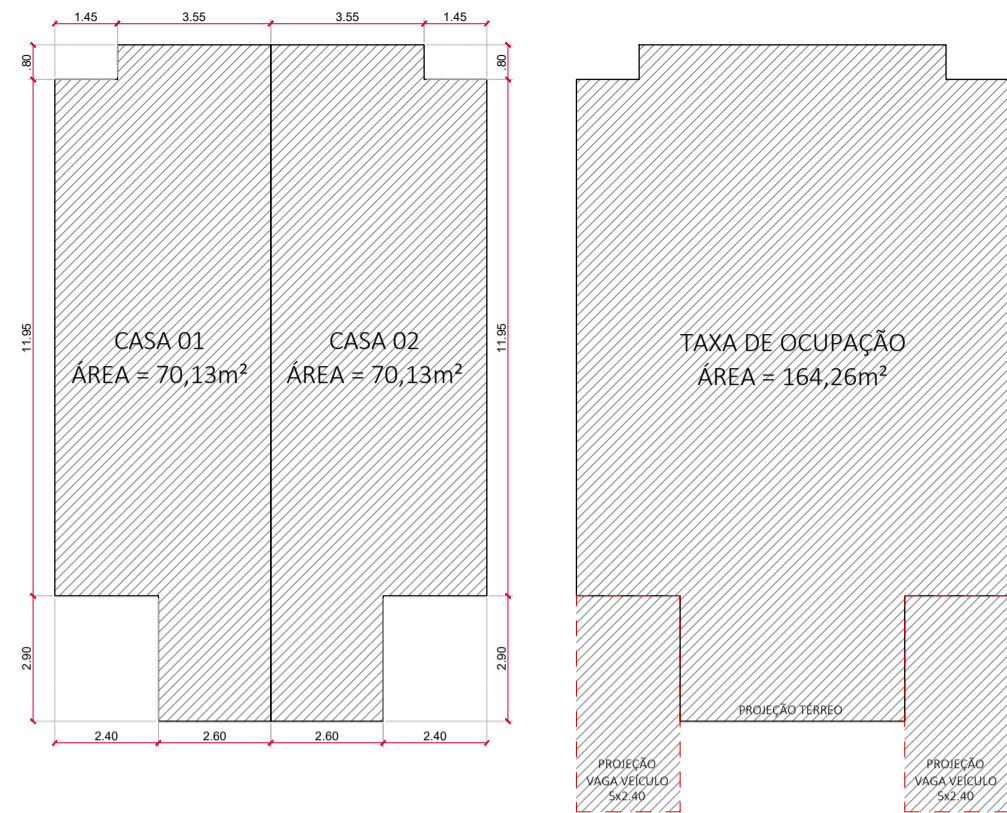 1.45 3.55 3.55 1.45
.80 .80
CASA 01
ÁREA = 70,13m²
CASA 02
ÁREA = 70,13m²
11.95 11.95
2.90 2.90
2.40 2.60 2.60 2.40
TAXA DE OCUPAÇÃO
ÁREA = 164,26m²
PROJEÇÃO TÉRREO
PROJEÇÃO
VAGA VEÍCULO
5x2.40
PROJEÇÃO
VAGA VEÍCULO
5x2.40